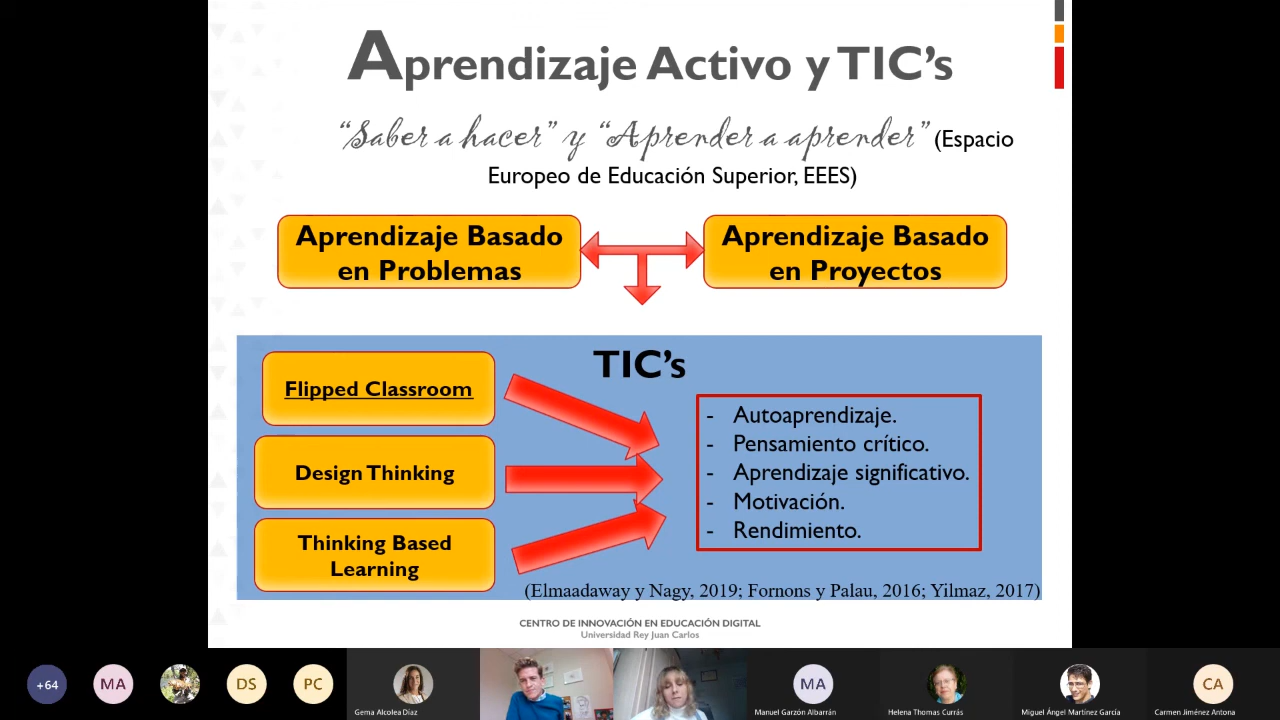 Aprendizaje Activo y TIC's
"Saber a hacer" y "Aprender a aprender" (Espacio
Europeo de Educación Superior, EEES)
Aprendizaje Basado
en Problemas
Aprendizaje Basado
en Proyectos
TIC's
Flipped Classroom
Design Thinking
Thinking Based
Learning
- Autoaprendizaje.
- Pensamiento crítico.
- Aprendizaje significativo.
- Motivación.
- Rendimiento.
(Elmaadaway y Nagy, 2019; Fornons y Palau, 2016; Yilmaz, 2017)
CENTRO DE INNOVACIÓN EN EDUCACIÓN DIGITAL
Universidad Rey Juan Carlos
+64
MA
DS
PC
Gema Alcolea Díaz
MA
Manuel Garzón Albarrán
Helena Thomas Currás
Miguel Ángel Martínez García
CA
Carmen Jiménez Antona